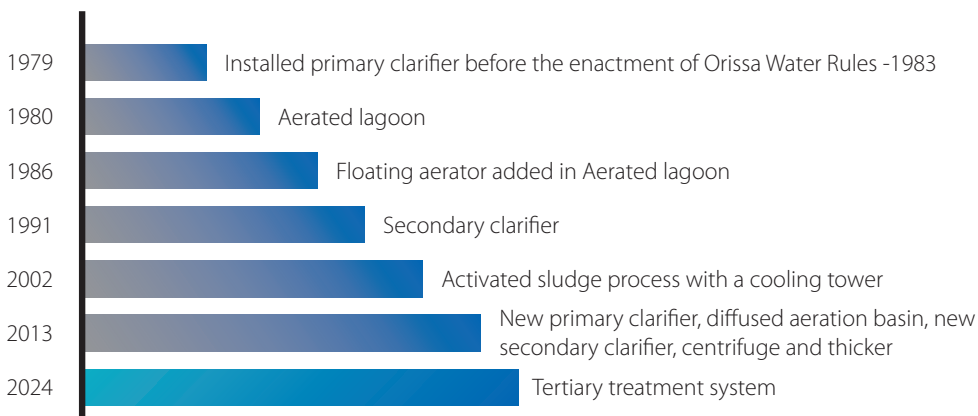 1979 Installed primary clarifier before the enactment of Orissa Water Rules -1983
1980 Aerated lagoon
1986 Floating aerator added in Aerated lagoon
1991 Secondary clarifier
2002 Activated sludge process with a cooling tower
2013 New primary clarifier, diffused aeration basin, new
secondary clarifier, centrifuge and thicker
2024 Tertiary treatment system